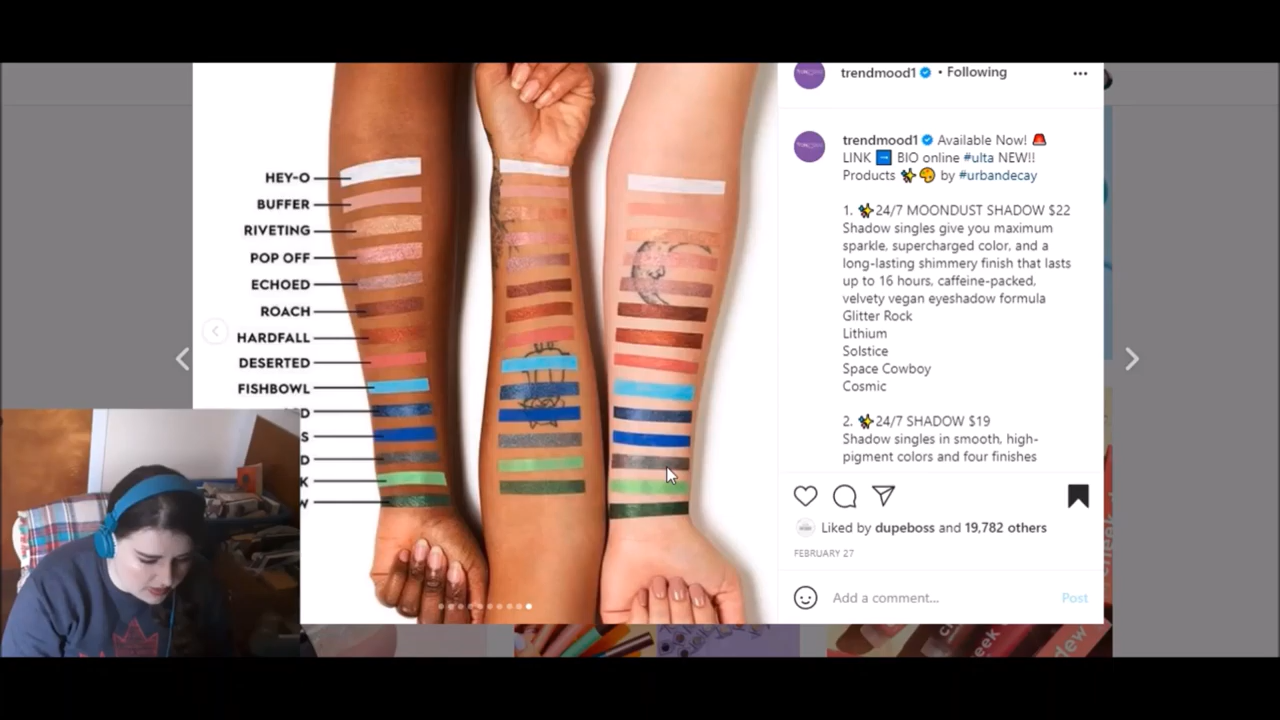 HEY-O
BUFFER
RIVETING
POP OFF
ECHOED
ROACH
HARDFALL
DESERTED
FISHBOWL
D
S
D
K
W
trendmood1 • Following
trendmood1 Available Now! 🚨
LINK ➡️ BIO online #ulta NEW!!
Products ✨🎨 by #urbandecay
1. ✨24/7 MOONDUST SHADOW $22
Shadow singles give you maximum
sparkle, supercharged color, and a
long-lasting shimmery finish that lasts
up to 16 hours, caffeine-packed,
velvety vegan eyeshadow formula
Glitter Rock
Lithium
Solstice
Space Cowboy
Cosmic
2. ✨24/7 SHADOW $19
Shadow singles in smooth, high-
pigment colors and four finishes
Liked by dupeboss and 19,782 others
FEBRUARY 27
Add a comment... Post
cheek
dew